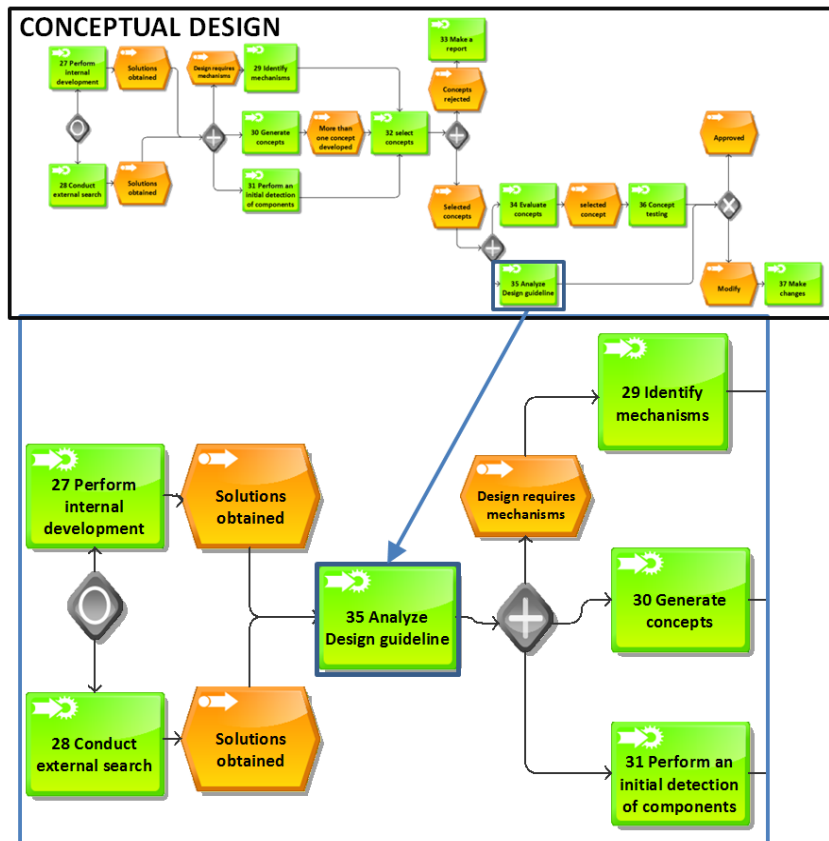 CONCEPTUAL DESIGN
27 Perform
internal
development
Solutions
obtained
Design requires
mechanisms
29 Identify
mechanisms
33 Make a
report
Concepts
rejected
30 Generate
concepts
More than
one concept
developed
32 select
concepts
Approved
28 Conduct
external search
Solutions
obtained
31 Perform an
initial detection
of components
Selected
concepts
34 Evaluate
concepts
selected
concept
36 Concept
testing
35 Analyze
Design guideline
Modify
37 Make
changes
29 Identify
mechanisms
27 Perform
internal
development
Solutions
obtained
Design requires
mechanisms
35 Analyze
Design guideline
30 Generate
concepts
28 Conduct
external search
Solutions
obtained
31 Perform an
initial detection
of components